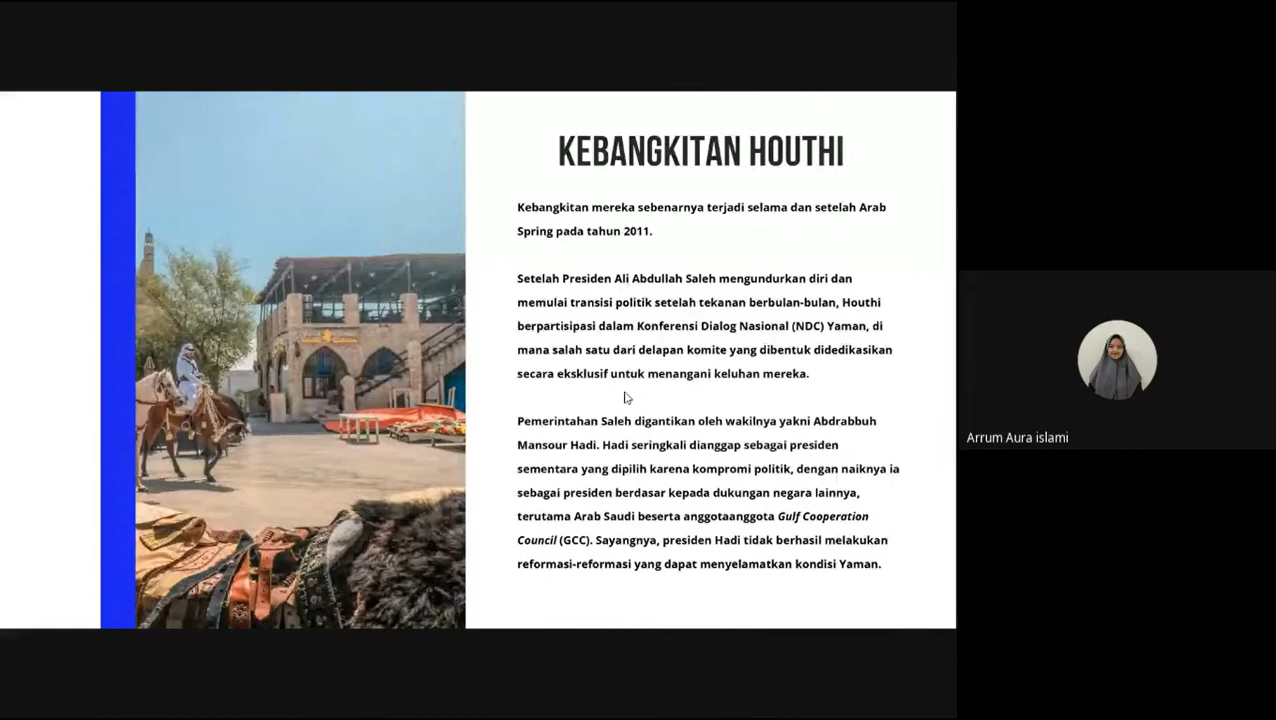 KEBANGKITAN HOUTHI
Kebangkitan mereka sebenarnya terjadi selama dan setelah Arab
Spring pada tahun 2011.
Setelah Presiden Ali Abdullah Saleh mengundurkan diri dan
memulai transisi politik setelah tekanan berbulan-bulan, Houthi
berpartisipasi dalam Konferensi Dialog Nasional (NDC) Yaman, di
mana salah satu dari delapan komite yang dibentuk didedikasikan
secara eksklusif untuk menangani keluhan mereka.
Pemerintahan Saleh digantikan oleh wakilnya yakni Abdrabbuh
Mansour Hadi. Hadi seringkali dianggap sebagai presiden
sementara yang dipilih karena kompromi politik, dengan naiknya ia
sebagai presiden berdasar kepada dukungan negara lainnya,
terutama Arab Saudi beserta anggotaanggota Gulf Cooperation
Council (GCC). Sayangnya, presiden Hadi tidak berhasil melakukan
reformasi-reformasi yang dapat menyelamatkan kondisi Yaman.
Arrum Aura islami